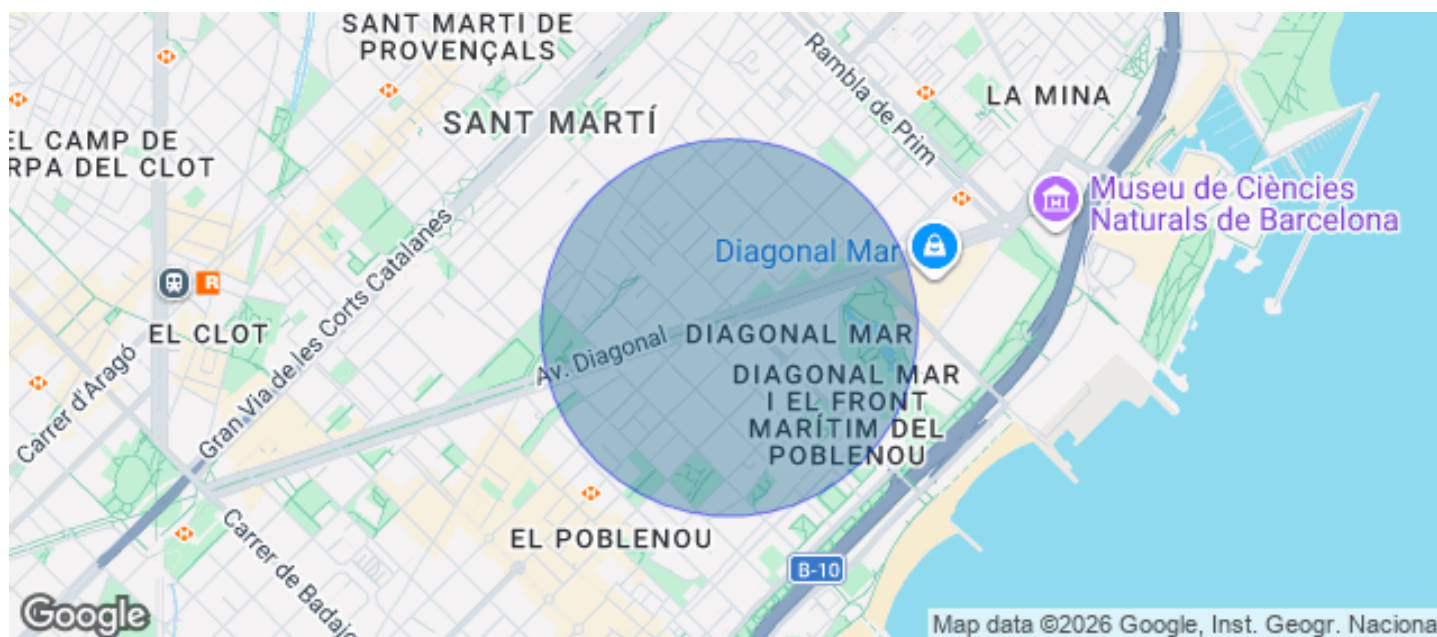 SANT MARTÍ DE
PROVENÇALS
Rambla de Prim
LA MINA
SANT MARTÍ
EL CAMP DE
RPA DEL CLOT
Museu de Ciències
Naturals de Barcelona
Diagonal Mar
Gran Via de les Corts Catalanes
R
EL CLOT
Av. Diagonal
DIAGONAL MAR
DIAGONAL MAR
I EL FRONT
MARÍTIM DEL
POBLENOU
Carrer d'Aragó
EL POBLENOU
Carrer de Badajo
B-10
Google
Map data ©2026 Google, Inst. Geogr. Naciona